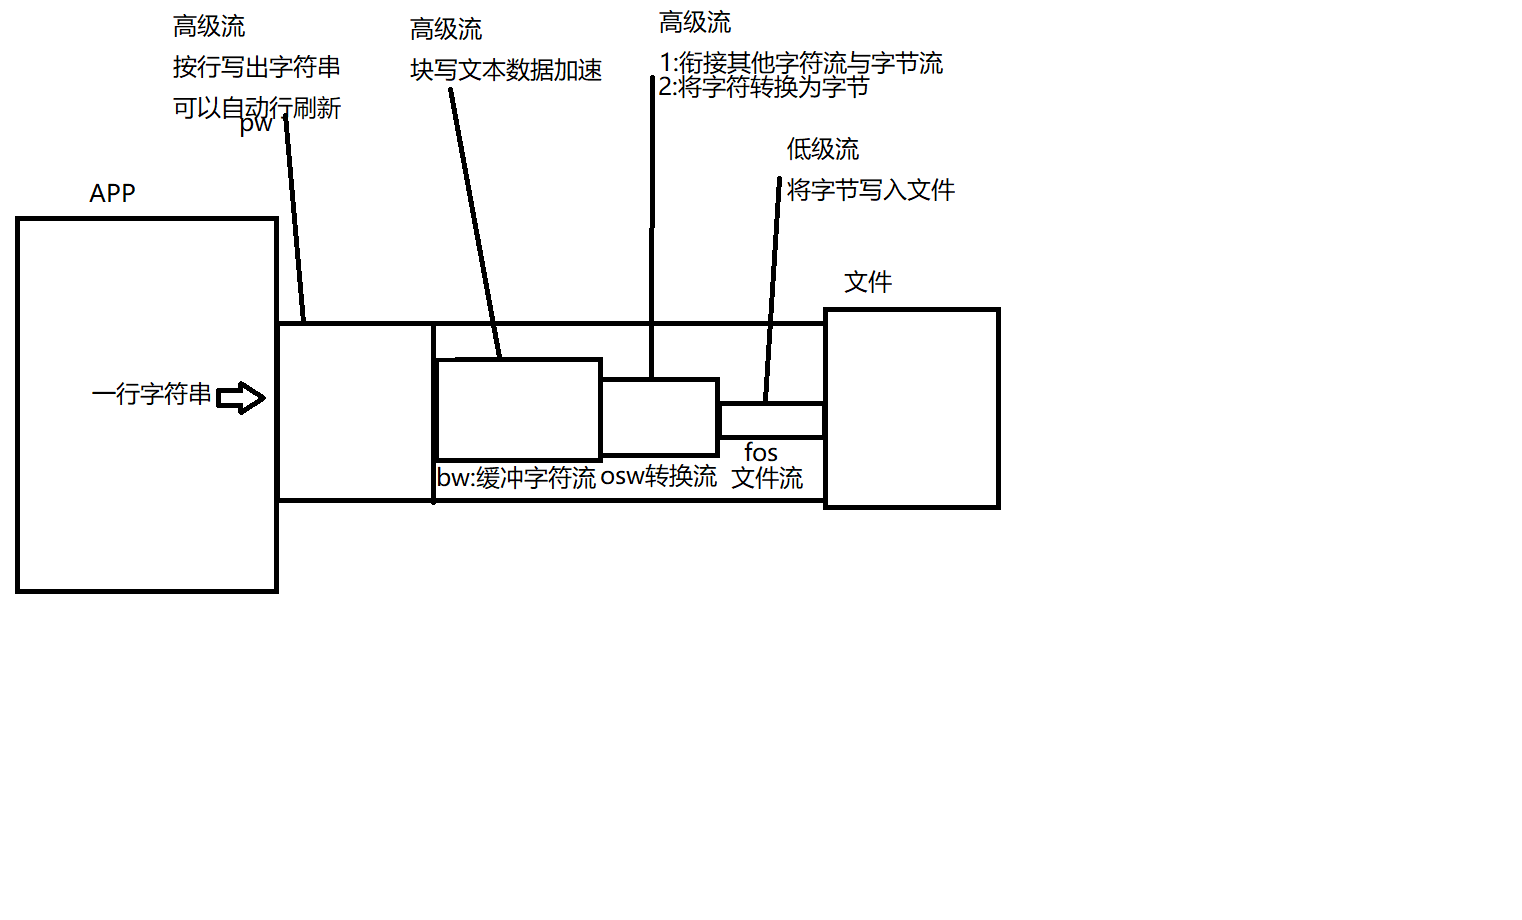 高级流
按行写出字符串
可以自动行刷新
pw
高级流
块写文本数据加速
高级流
1:衔接其他字符流与字节流
2:将字符转换为字节
低级流
将字节写入文件
APP
文件
一行字符串
bw:缓冲字符流
osw转换流
fos
文件流